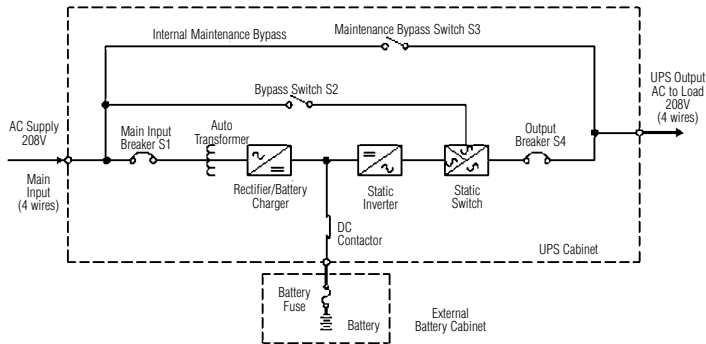 Internal Maintenance Bypass
Maintenance Bypass Switch S3
Bypass Switch S2
UPS Output
AC to Load
208V
(4 wires)
AC Supply
208V
Main Input
Breaker S1
Auto
Transformer
Output
Breaker S4
Main
Input
(4 wires)
Rectifier/Battery
Charger
Static
Inverter
Static
Switch
DC
Contactor
UPS Cabinet
Battery
Fuse
Battery
External
Battery Cabinet